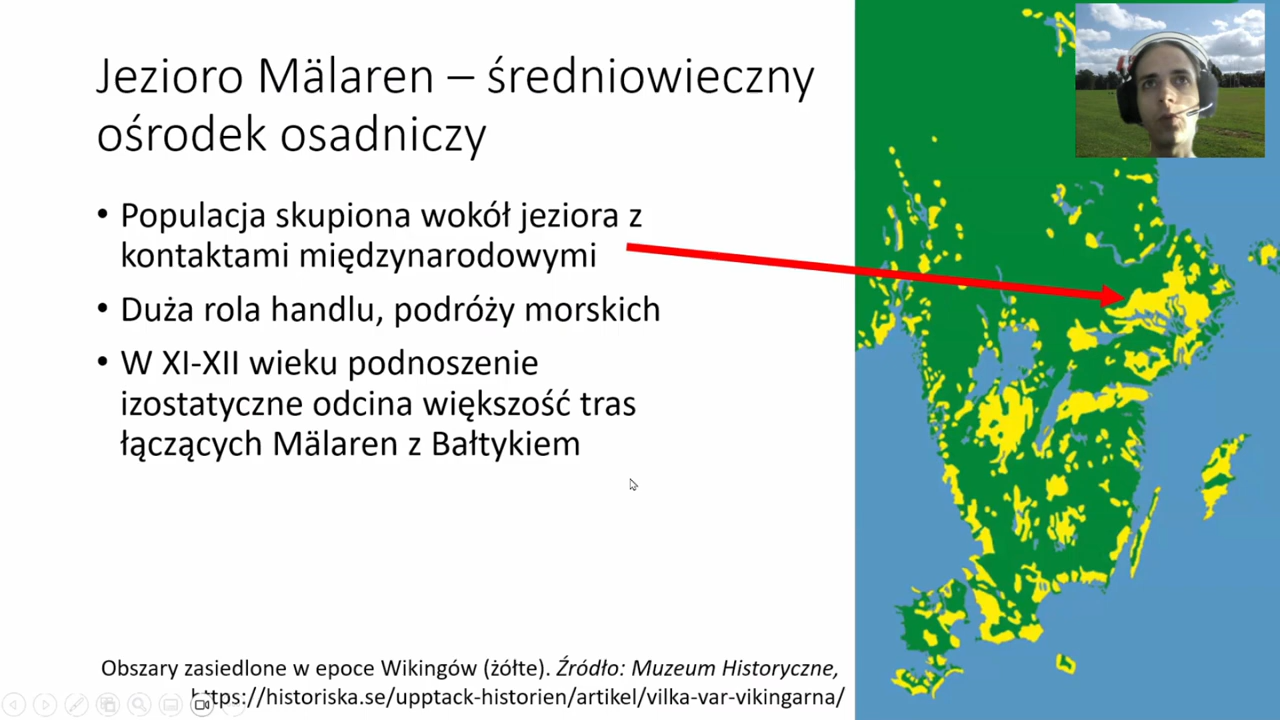 Jezioro Mälaren – średniowieczny
ośrodek osadniczy
• Populacja skupiona wokół jeziora z
kontaktami międzynarodowymi
• Duża rola handlu, podróży morskich
• W XI-XII wieku podnoszenie
izostatyczne odcina większość tras
łączących Mälaren z Bałtykiem
Obszary zasiedlone w epoce Wikingów (żółte). Źródło: Muzeum Historyczne,
https://historiska.se/upptack-historien/artikel/vilka-var-vikingarna/